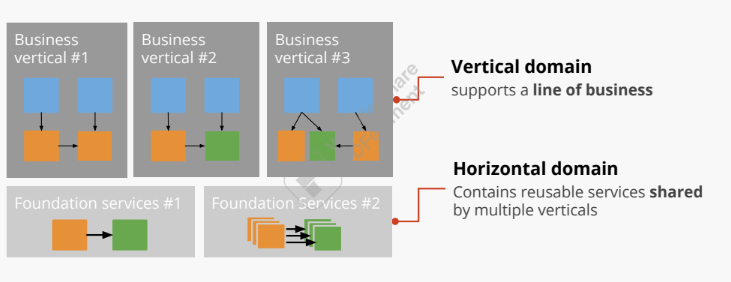 Business
vertical #1
Business
vertical #2
Business
vertical #3
Vertical domain
supports a line of business
Foundation services #1
Foundation Services #2
Horizontal domain
Contains reusable services shared
by multiple verticals